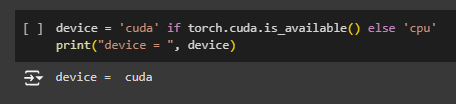 [ ] device = 'cuda' if torch.cuda.is_available() else 'cpu'
print("device = ", device)
device =  cuda